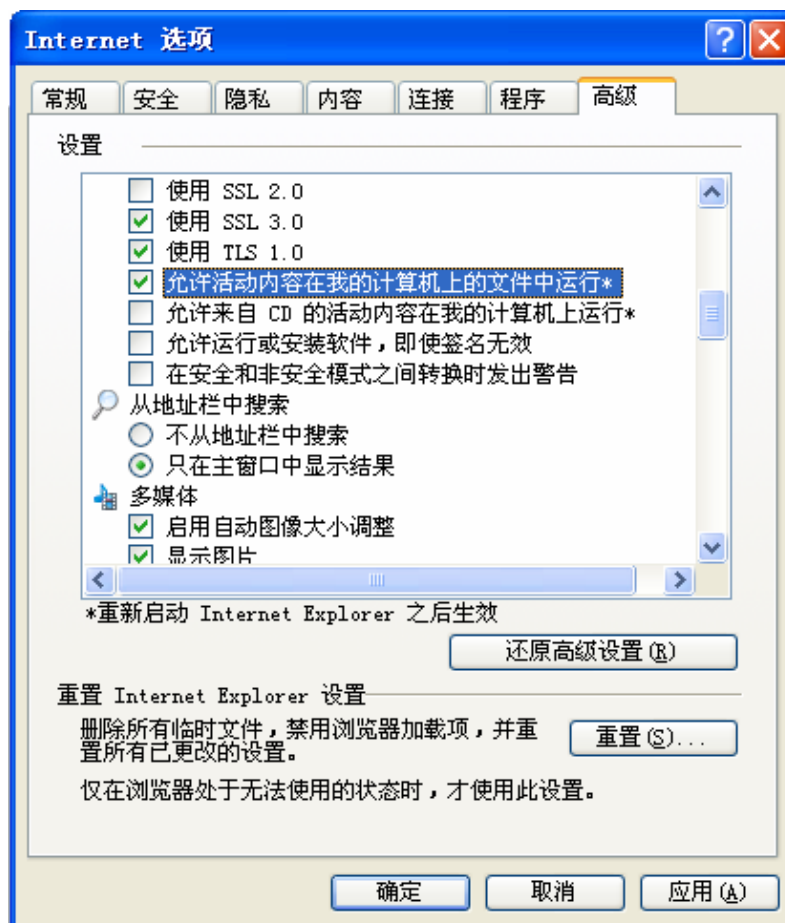 Internet 选项
常规 安全 隐私 内容 连接 程序 高级
设置
使用 SSL 2.0
使用 SSL 3.0
使用 TLS 1.0
允许活动内容在我的计算机上的文件中运行*
允许来自 CD 的活动内容在我的计算机上运行*
允许运行或安装软件，即使签名无效
在安全和非安全模式之间转换时发出警告
从地址栏中搜索
不从地址栏中搜索
只在主窗口中显示结果
多媒体
启用自动图像大小调整
显示图片
*重新启动 Internet Explorer 之后生效
还原高级设置(R)
重置 Internet Explorer 设置
删除所有临时文件，禁用浏览器加载项，并重
置所有已更改的设置。
重置(S)...
仅在浏览器处于无法使用的状态时，才使用此设置。
确定 取消 应用(A)